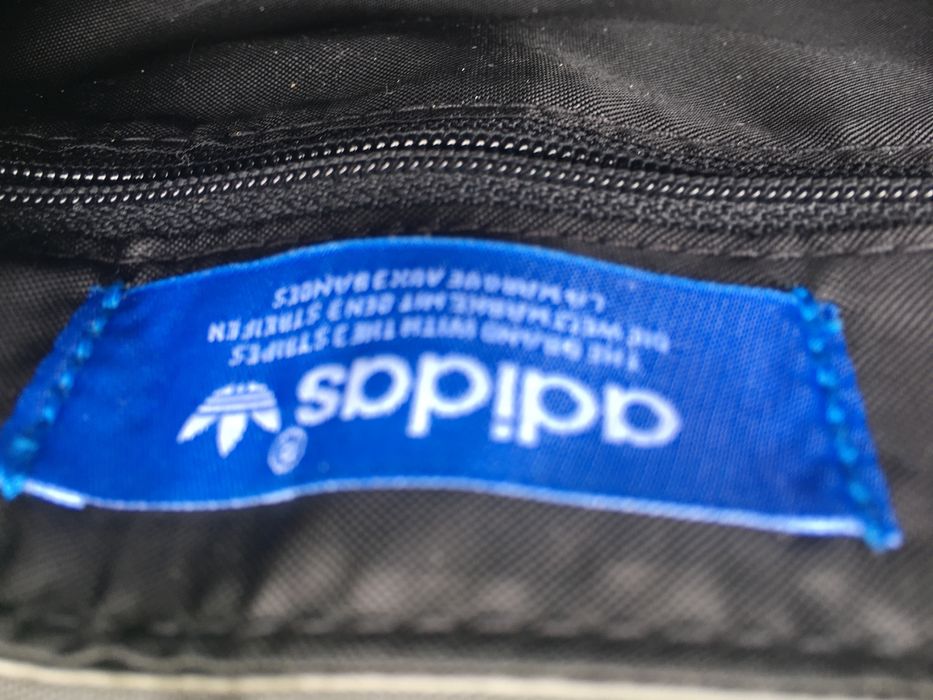 adidas®
THE BRAND WITH THE 3 STRIPES
DIE WELTMARKE MIT DEN 3 STREIFEN
LA MARQUE AUX 3 BANDES